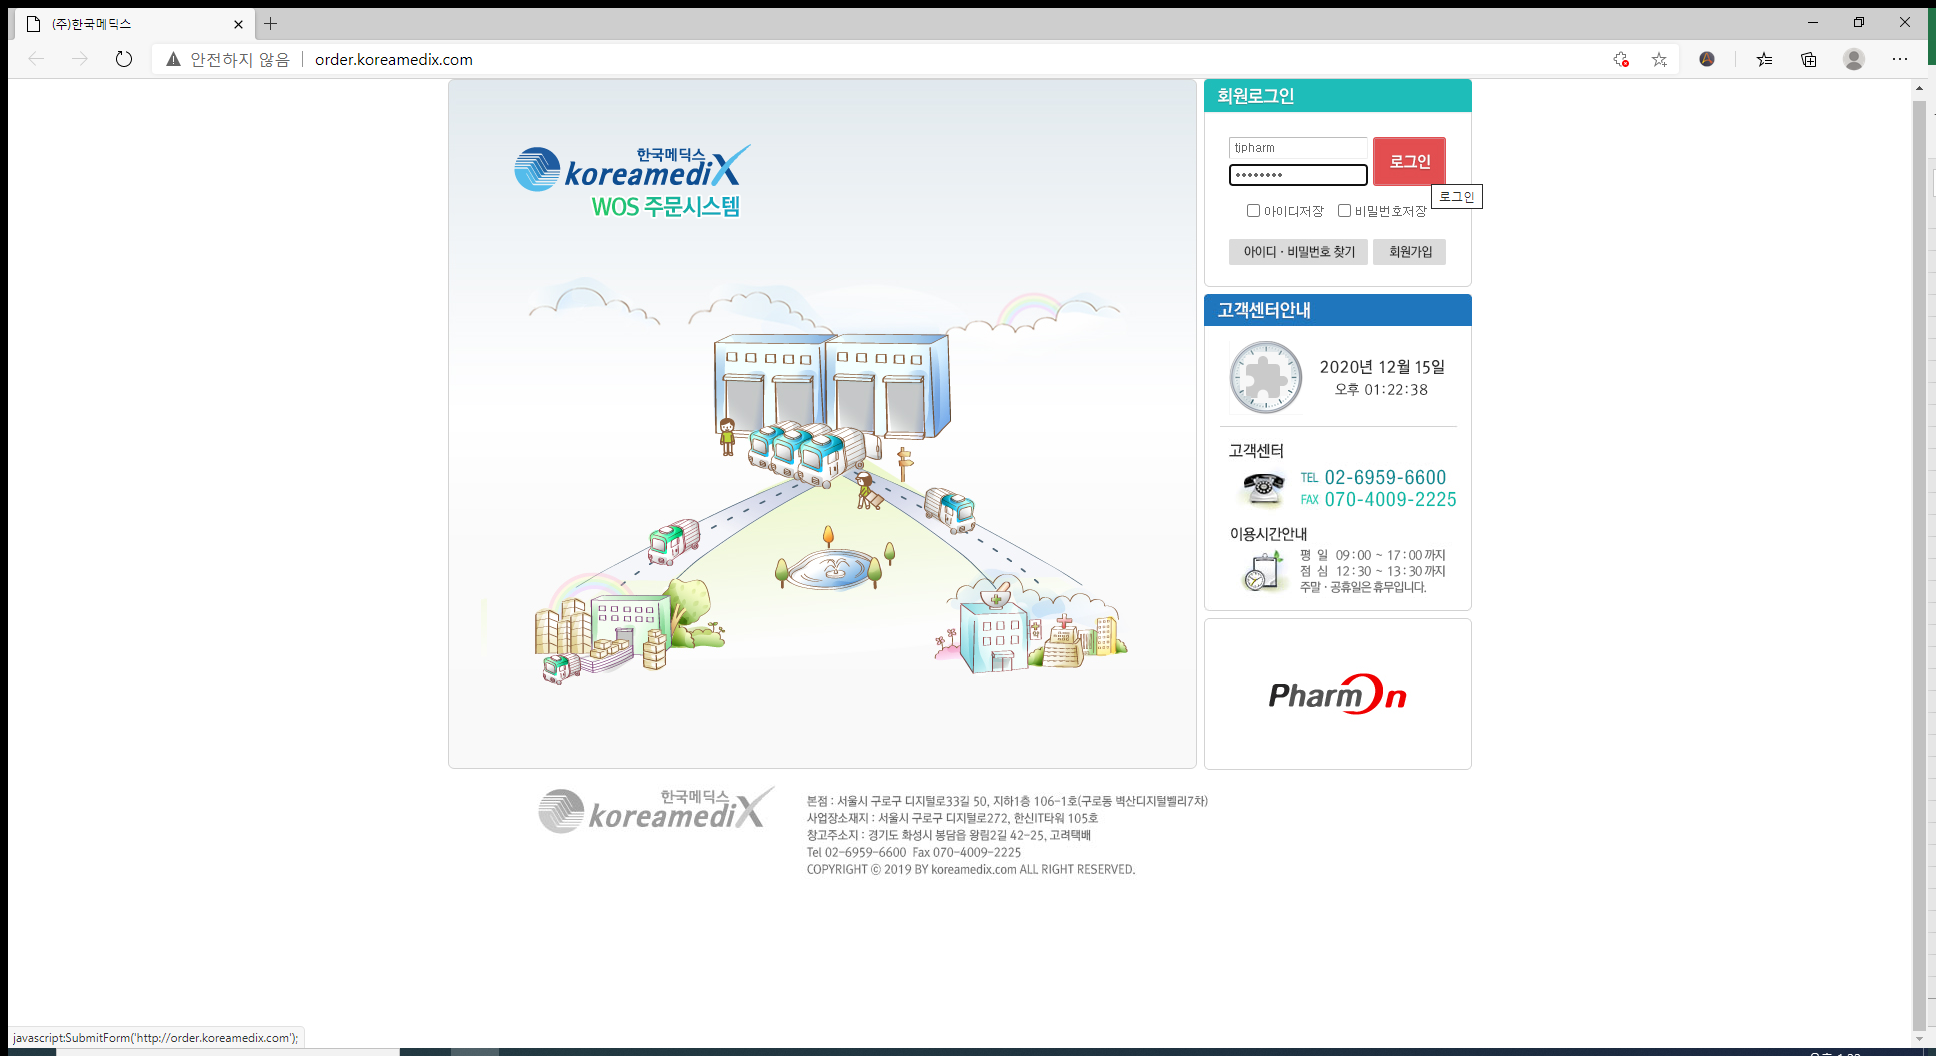 (주)한국메딕스
안전하지 않음 order.koreamedix.com
한국메딕스
koreamediX
WOS 주문시스템
회원로그인
tjpharm
로그인
로그인
아이디저장 비밀번호저장
아이디 · 비밀번호 찾기 회원가입
고객센터안내
2020년 12월 15일
오후 01:22:38
고객센터
TEL 02-6959-6600
FAX 070-4009-2225
이용시간안내
평 일 09:00 ~ 17:00 까지
점 심 12:30 ~ 13:30 까지
주말 · 공휴일은 휴무입니다.
PharmOn
한국메딕스
koreamediX
본점 : 서울시 구로구 디지털로33길 50, 지하1층 106-1호(구로동 벽산디지털벨리7차)
사업장소재지 : 서울시 구로구 디지털로272, 한신IT타워 105호
창고주소지 : 경기도 화성시 봉담읍 왕림2길 42-25, 고려택배
Tel 02-6959-6600 Fax 070-4009-2225
COPYRIGHT ⓒ 2019 BY koreamedix.com ALL RIGHT RESERVED.
javascript:SubmitForm('http://order.koreamedix.com');